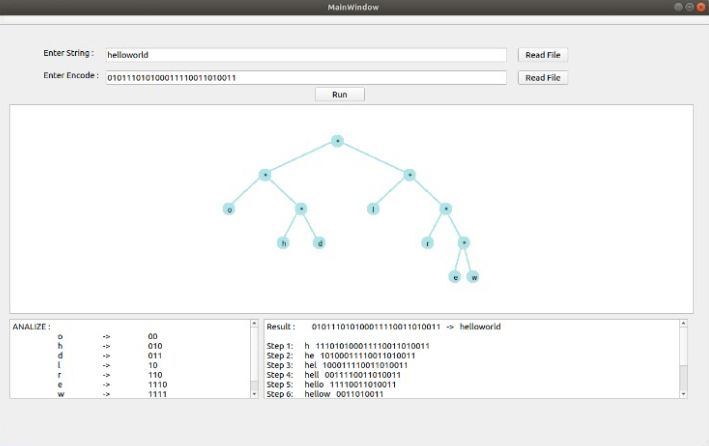 MainWindow
Enter String :
helloworld
Read File
Enter Encode :
010111010100011110011010011
Read File
Run
*
* *
o * l *
h d r *
e w
ANALIZE :
o -> 00
h -> 010
d -> 011
l -> 10
r -> 110
e -> 1110
w -> 1111
Result : 010111010100011110011010011 -> helloworld
Step 1: h 111010100011110011010011
Step 2: he 10100011110011010011
Step 3: hel 100011110011010011
Step 4: hell 0011110011010011
Step 5: hello 11110011010011
Step 6: hellow 0011010011